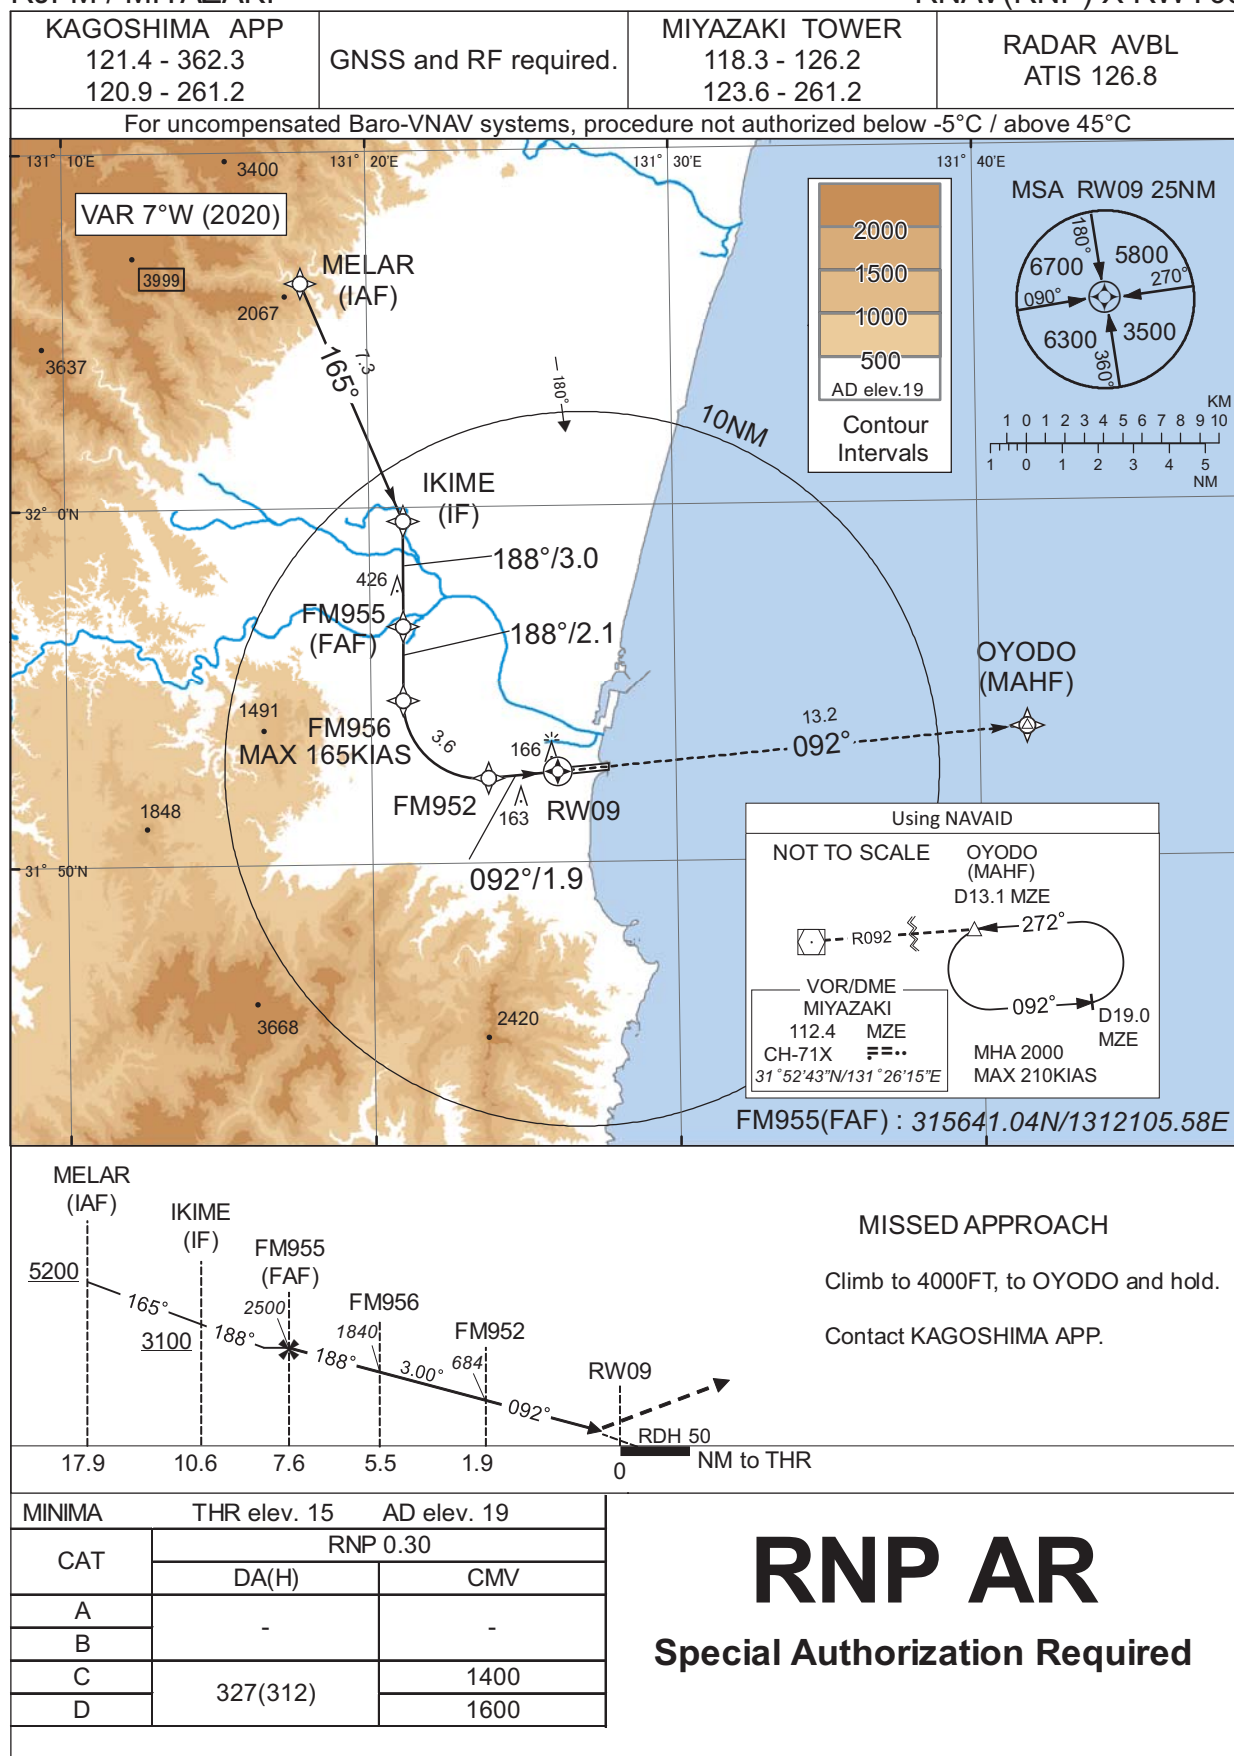 KAGOSHIMA APP
121.4 - 362.3
120.9 - 261.2
GNSS and RF required.
MIYAZAKI TOWER
118.3 - 126.2
123.6 - 261.2
RADAR AVBL
ATIS 126.8
For uncompensated Baro-VNAV systems, procedure not authorized below -5°C / above 45°C
131° 10'E
131° 20'E
131° 30'E
131° 40'E
3400
VAR 7°W (2020)
3999
2067
3637
MELAR
(IAF)
7.3
165°
180°
10NM
2000
1500
1000
500
AD elev.19
Contour
Intervals
MSA RW09 25NM
180°
5800
6700
270°
090°
6300
3500
360°
KM
1 0 1 2 3 4 5 6 7 8 9 10
1 0 1 2 3 4 5
NM
IKIME
(IF)
32° 0'N
188°/3.0
426
FM955
(FAF)
188°/2.1
OYODO
(MAHF)
1491
FM956
MAX 165KIAS
3.6
13.2
092°
166
FM952
163
RW09
1848
092°/1.9
31° 50'N
3668
2420
Using NAVAID
NOT TO SCALE
OYODO
(MAHF)
D13.1 MZE
R092
272°
092°
D19.0
MZE
VOR/DME
MIYAZAKI
112.4 MZE
CH-71X
31°52'43"N/131°26'15"E
MHA 2000
MAX 210KIAS
FM955(FAF) : 315641.04N/1312105.58E
MELAR
(IAF)
IKIME
(IF)
FM955
(FAF)
FM956
FM952
RW09
5200
165°
3100
188°
2500
188°
1840
3.00°
684
092°
RDH 50
NM to THR
17.9 10.6 7.6 5.5 1.9 0
MISSED APPROACH
Climb to 4000FT, to OYODO and hold.
Contact KAGOSHIMA APP.
MINIMA THR elev. 15 AD elev. 19
CAT
RNP 0.30
DA(H) CMV
A
B
- -
C
D
327(312)
1400
1600
RNP AR
Special Authorization Required